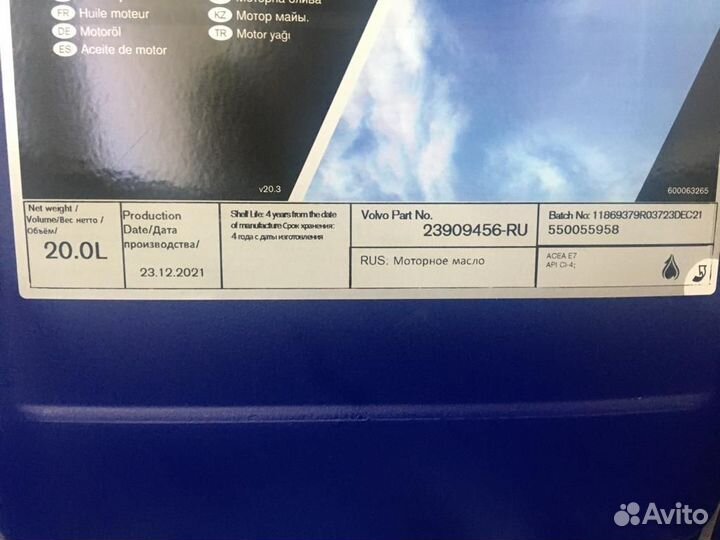 FR Huile moteur
DE Motoröl
ES Aceite de motor
KZ Мотор майы.
TR Motor yağı
v20.3
600063265
Net weight /
Volume/Вес нетто /
Объём/
20.0L
Production
Date/Дата
производства/
23.12.2021
Shelf Life: 4 years from the date
of manufacture Срок хранения:
4 года с даты изготовления
Volvo Part No.
23909456-RU
RUS. Моторное масло
Batch No: 11869379R03723DEC21
550055958
ACEA E7
API CI-4;
Avito